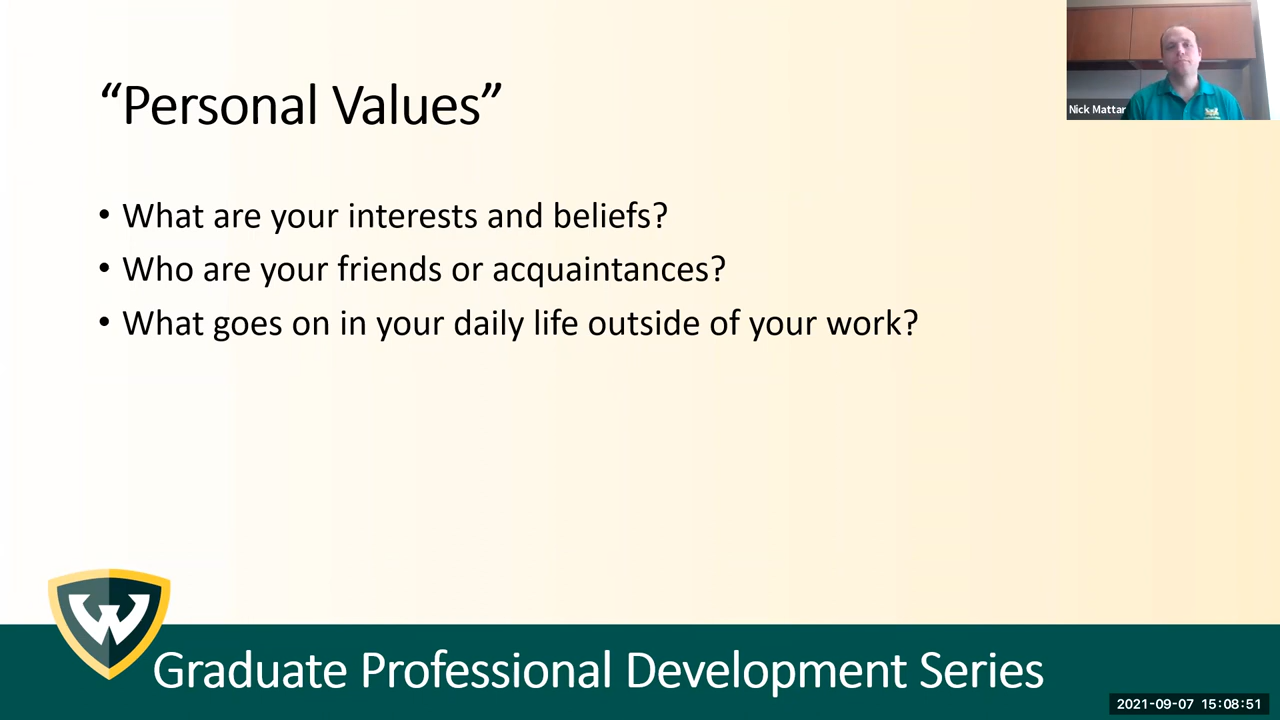 “Personal Values”
Nick Mattar
• What are your interests and beliefs?
• Who are your friends or acquaintances?
• What goes on in your daily life outside of your work?
W
Graduate Professional Development Series
2021-09-07 15:08:51